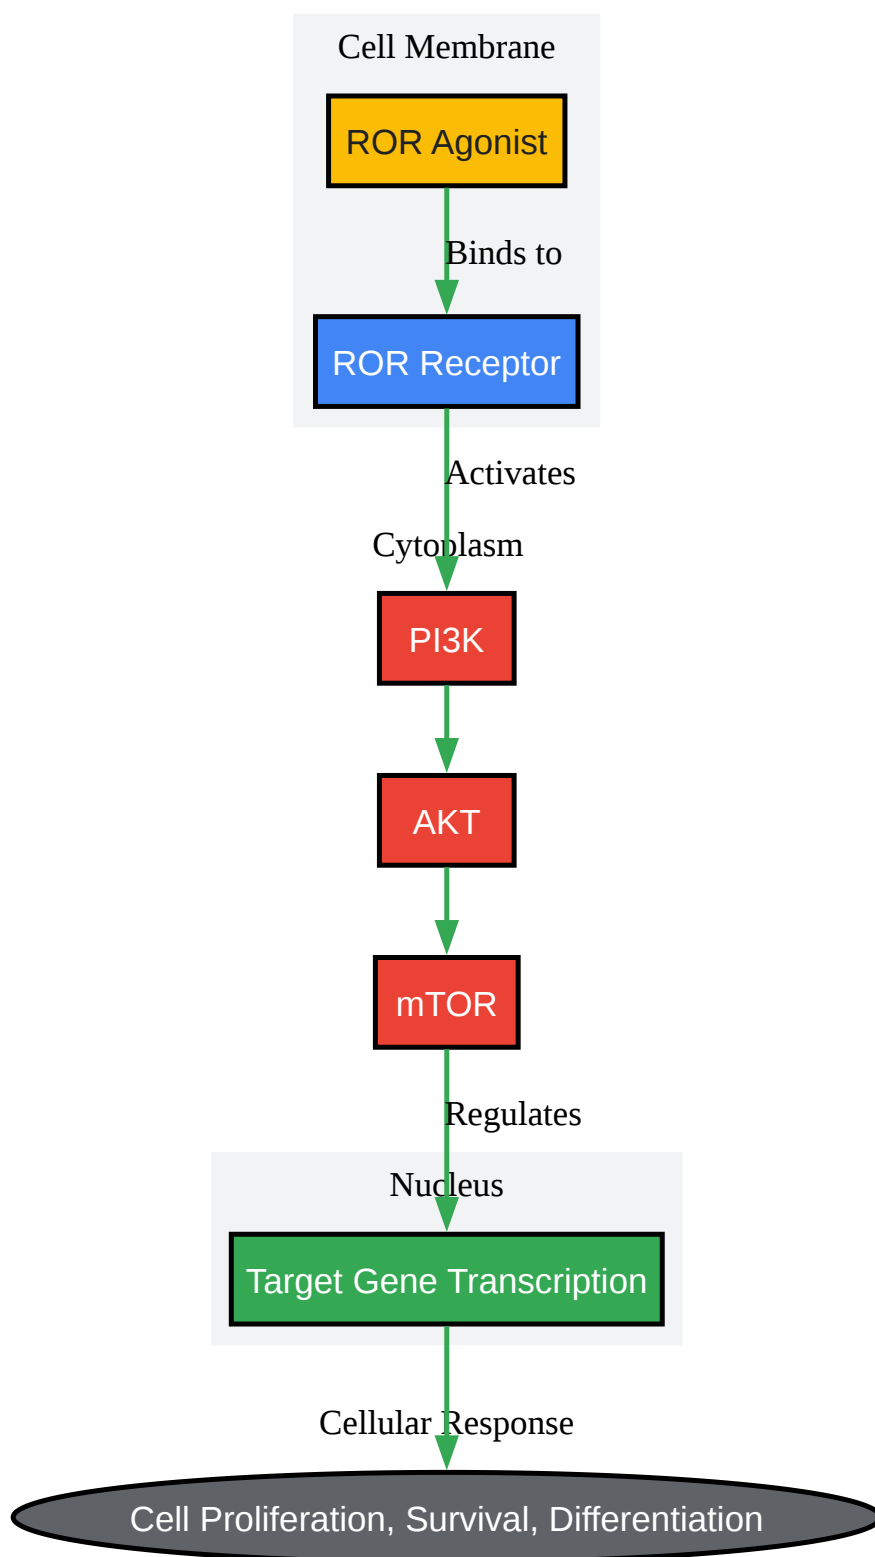 Cell Membrane
ROR Agonist
Binds to
ROR Receptor
Activates
Cytoplasm
PI3K
AKT
mTOR
Regulates
Nucleus
Target Gene Transcription
Cellular Response
Cell Proliferation, Survival, Differentiation